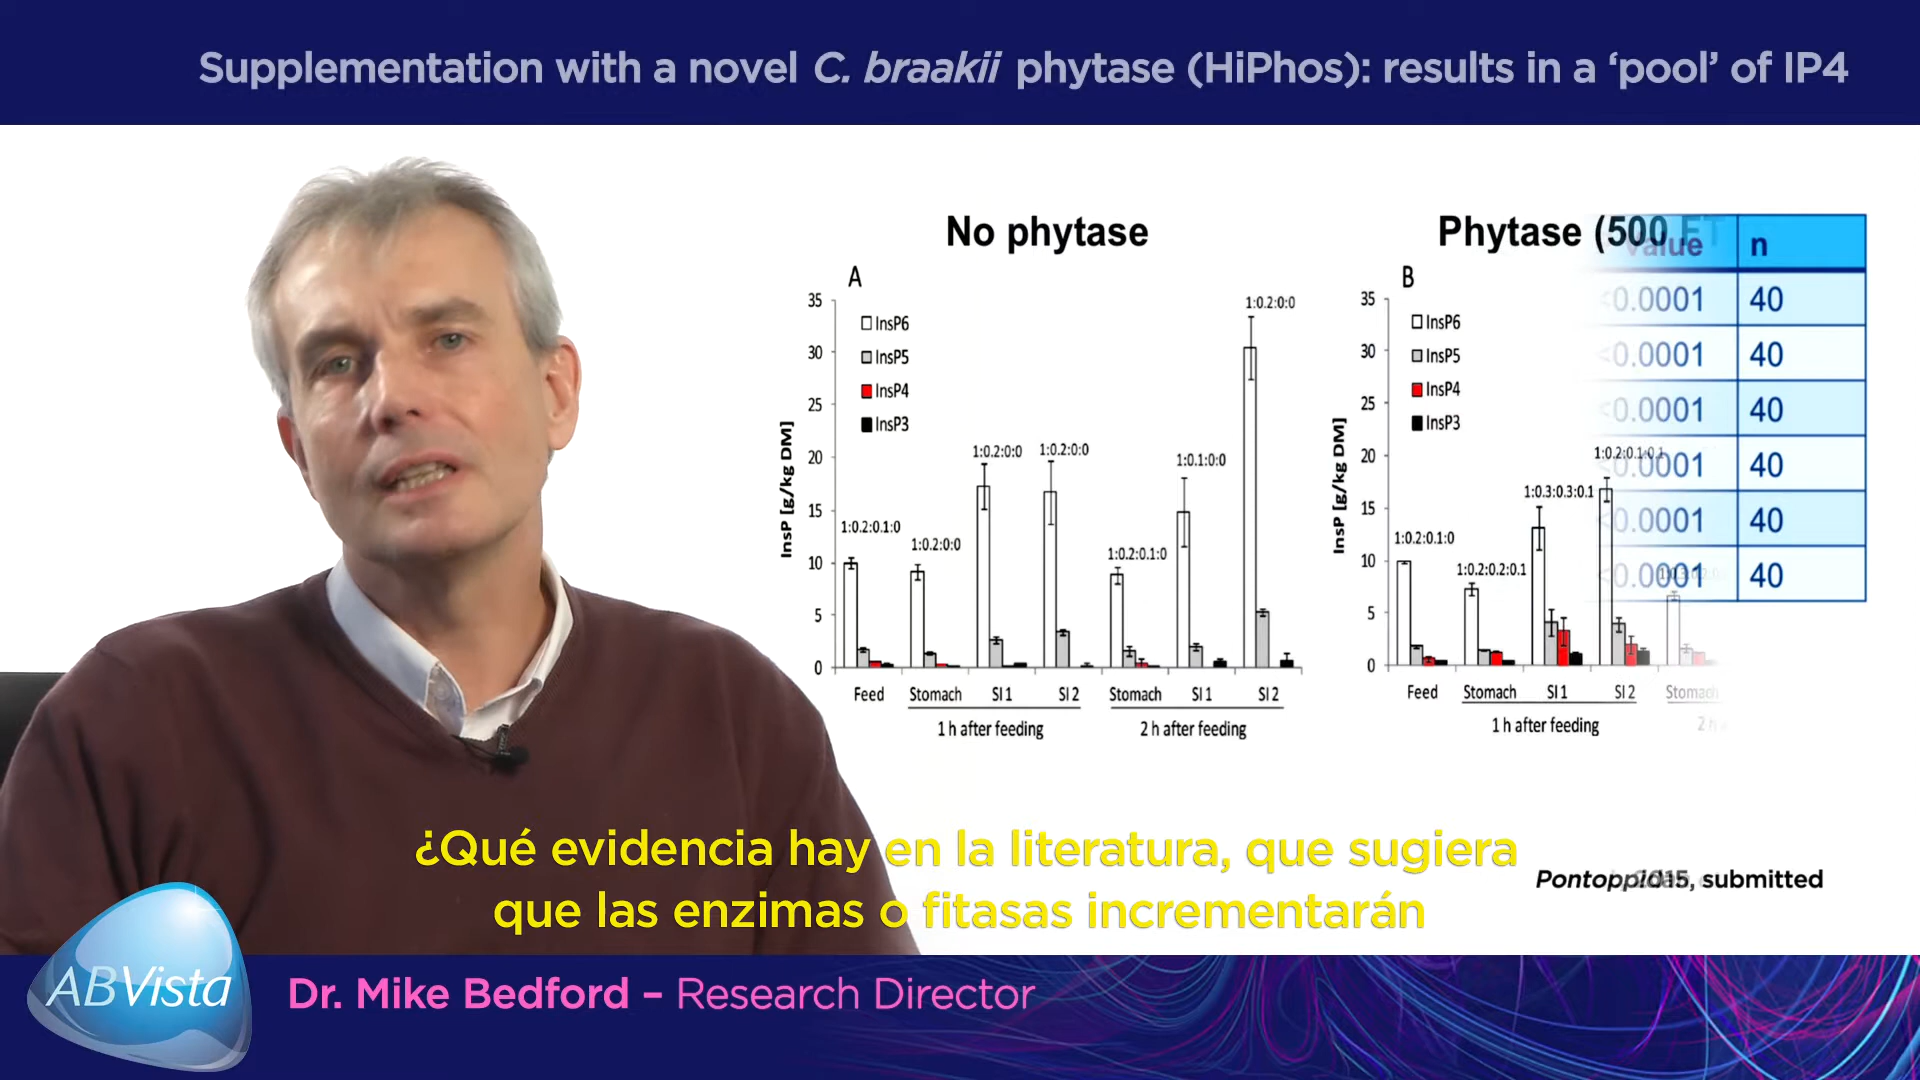 Supplementation with a novel C. braakii phytase (HiPhos): results in a ‘pool’ of IP4
No phytase
A
35
30
25
20
15
10
5
0
InsP [g/kg DM]
InsP6
InsP5
InsP4
InsP3
1:0.2:0.1:0
1:0.2:0:0
1:0.2:0:0
1:0.2:0:0
1:0.2:0.1:0
1:0.1:0:0
1:0.2:0:0
Feed Stomach SI 1 SI 2 Stomach SI 1 SI 2
1 h after feeding 2 h after feeding
Phytase (500
B
35
30
25
20
15
10
5
0
InsP [g/kg DM]
InsP6
InsP5
InsP4
InsP3
1:0.2:0.1:0
1:0.2:0.2:0.1
1:0.3:0.3:0.1
1:0.2:0.1:0.1
Feed Stomach SI 1 SI 2 Stomach
1 h after feeding
value n
<0.0001 40
<0.0001 40
<0.0001 40
<0.0001 40
<0.0001 40
<0.0001 40
¿Qué evidencia hay en la literatura, que sugiera
que las enzimas o fitasas incrementarán
submitted
ABVista
Dr. Mike Bedford – Research Director